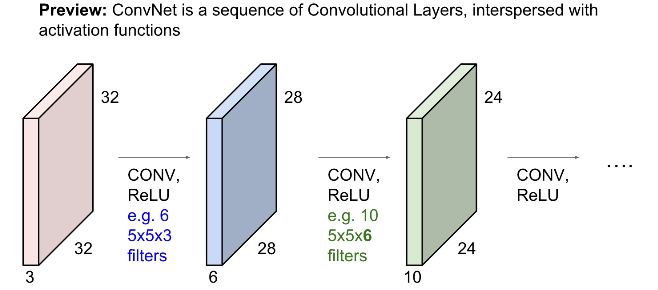 Preview: ConvNet is a sequence of Convolutional Layers, interspersed with
activation functions
32
28
24
CONV,
ReLU
e.g. 6
5x5x3
filters
CONV,
ReLU
e.g. 10
5x5x6
filters
CONV,
ReLU
....
32
28
24
3
6
10